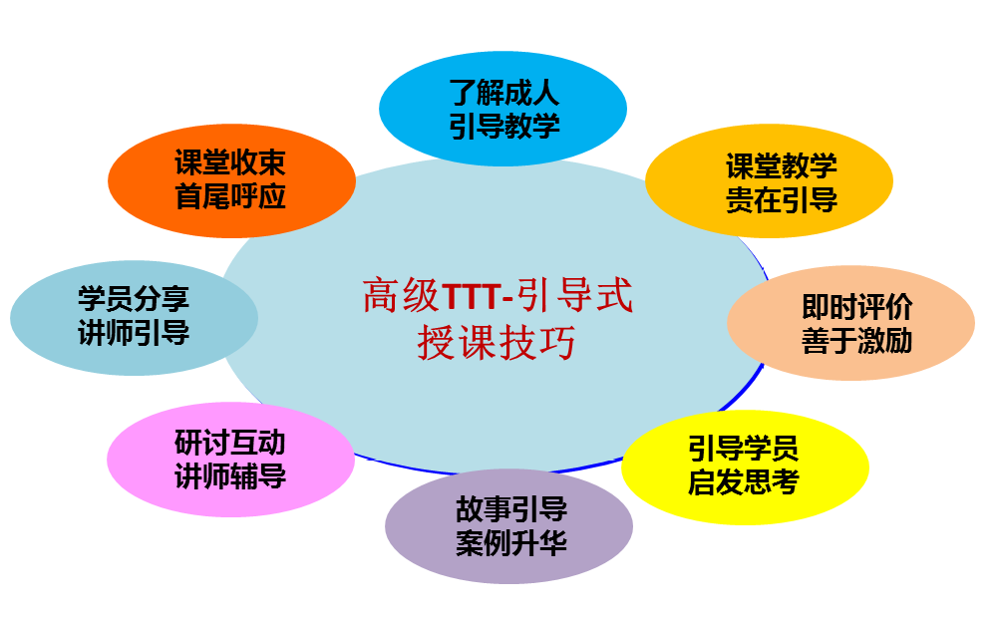 了解成人
引导教学
课堂教学
贵在引导
即时评价
善于激励
引导学员
启发思考
故事引导
案例升华
研讨互动
讲师辅导
学员分享
讲师引导
课堂收束
首尾呼应
高级TTT-引导式
授课技巧